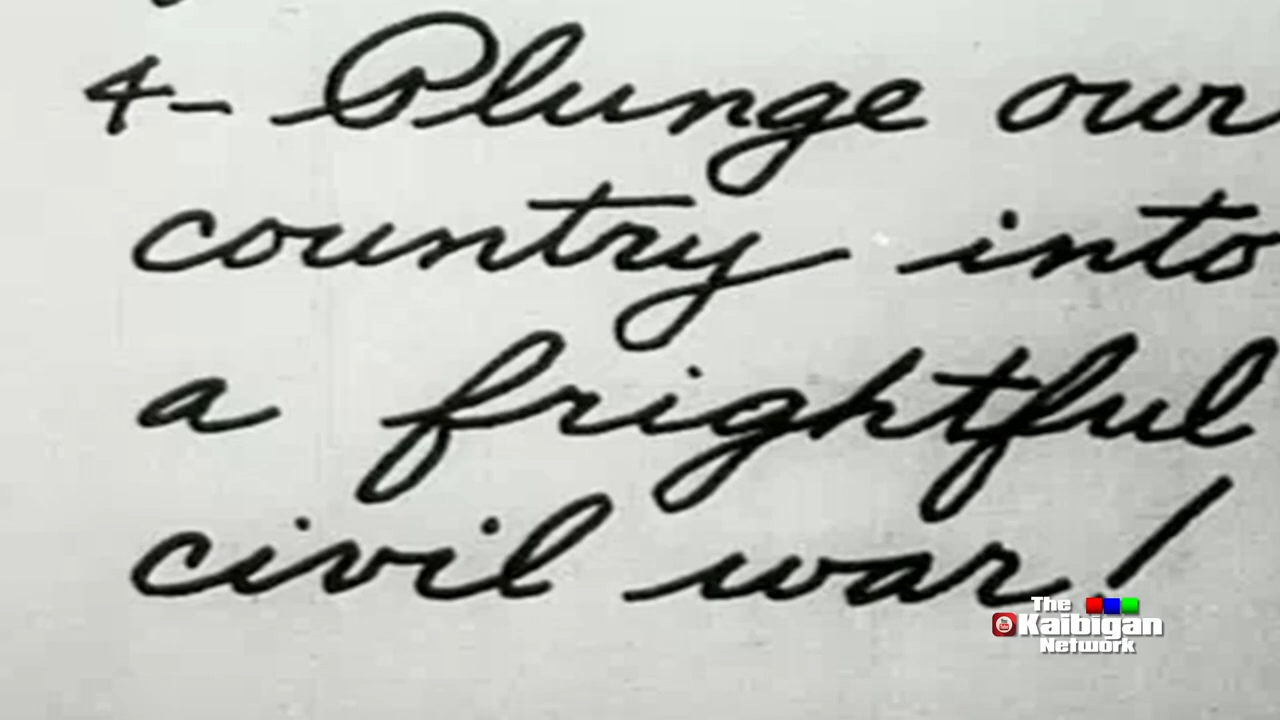 4- Plunge our
country into
a frightful
civil war!
The
Kaibigan
Network